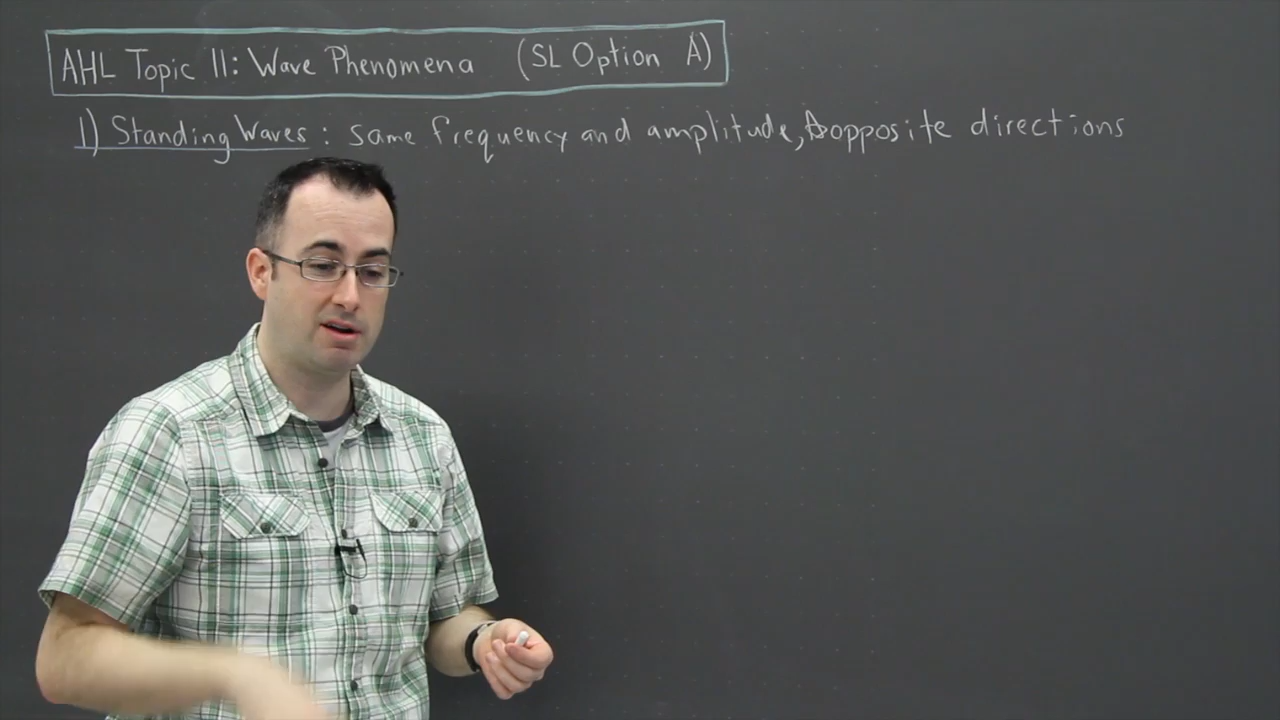 AHL Topic 11: Wave Phenomena (SL Option A)
1) Standing Waves: same frequency and amplitude, opposite directions